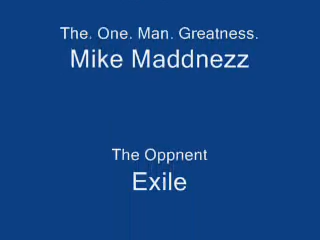 The. One. Man. Greatness.
Mike Maddnezz
The Oppnent
Exile